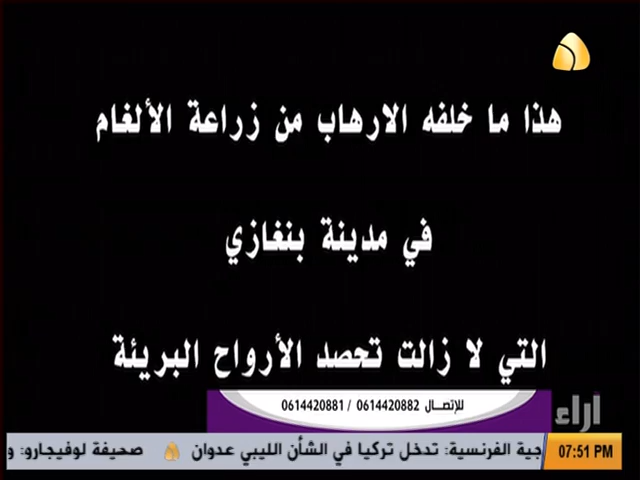 هذا ما خلفه الارهاب من زراعة الألغام
في مدينة بنغازي
التي لا زالت تحصد الأرواح البريئة
للإتصال 0614420882 / 0614420881
آراء
07:51 PM
جية الفرنسية: تدخل تركيا في الشأن الليبي عدوان
صحيفة لوفيجارو: و